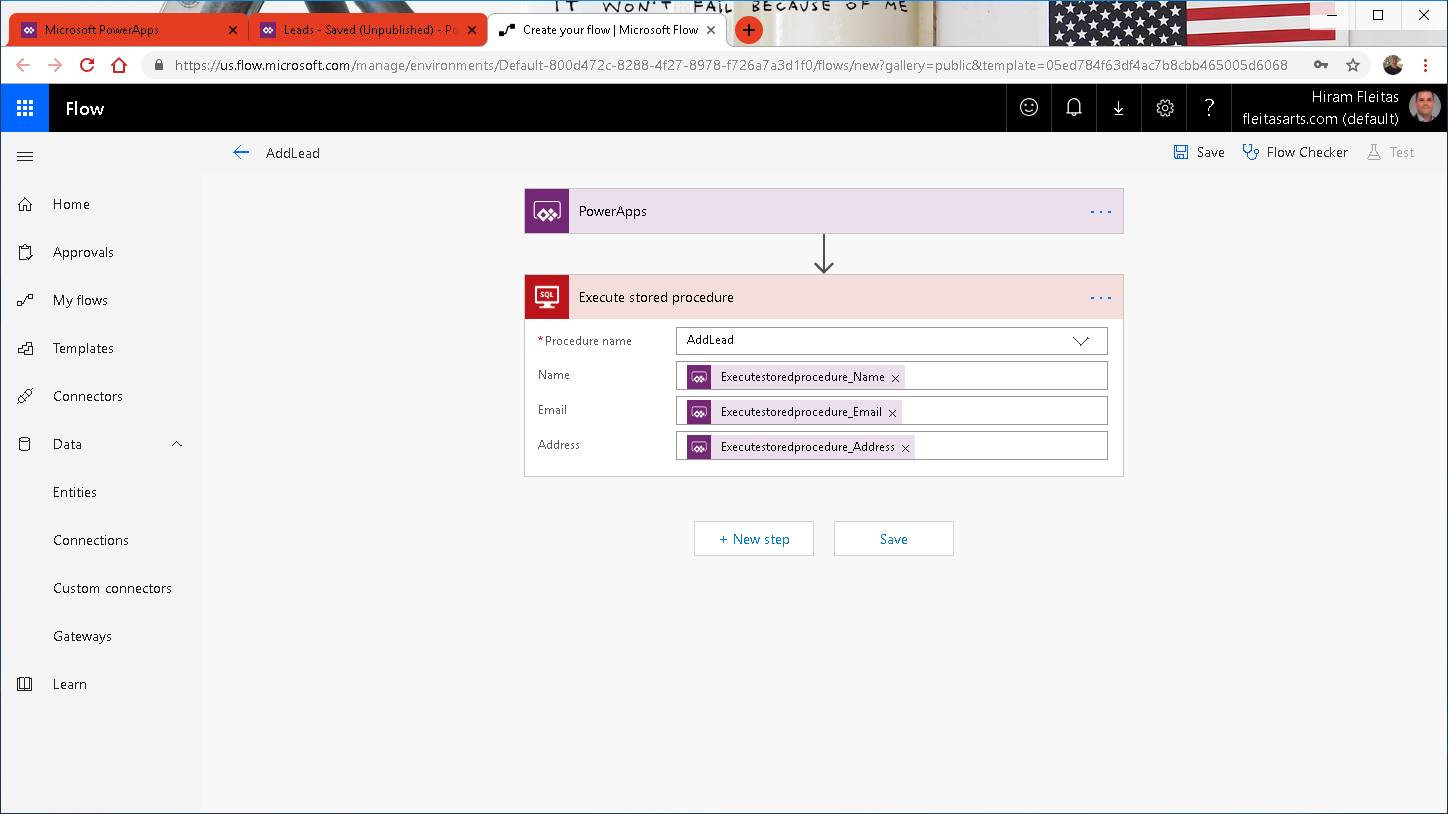 IT WON'T FAIL BECAUSE OF ME
Microsoft PowerApps
Leads - Saved (Unpublished) - Po
Create your flow | Microsoft Flow
https://us.flow.microsoft.com/manage/environments/Default-800d472c-8288-4f27-8978-f726a7a3d1f0/flows/new?gallery=public&template=05ed784f63df4ac7b8cbb465005d6068
Flow
?
Hiram Fleitas
fleitasarts.com (default)
AddLead
Save
Flow Checker
Test
Home
Approvals
My flows
Templates
Connectors
Data
Entities
Connections
Custom connectors
Gateways
Learn
PowerApps
SQL
Execute stored procedure
*Procedure name
AddLead
Name
Executestoredprocedure_Name
Email
Executestoredprocedure_Email
Address
Executestoredprocedure_Address
+ New step
Save